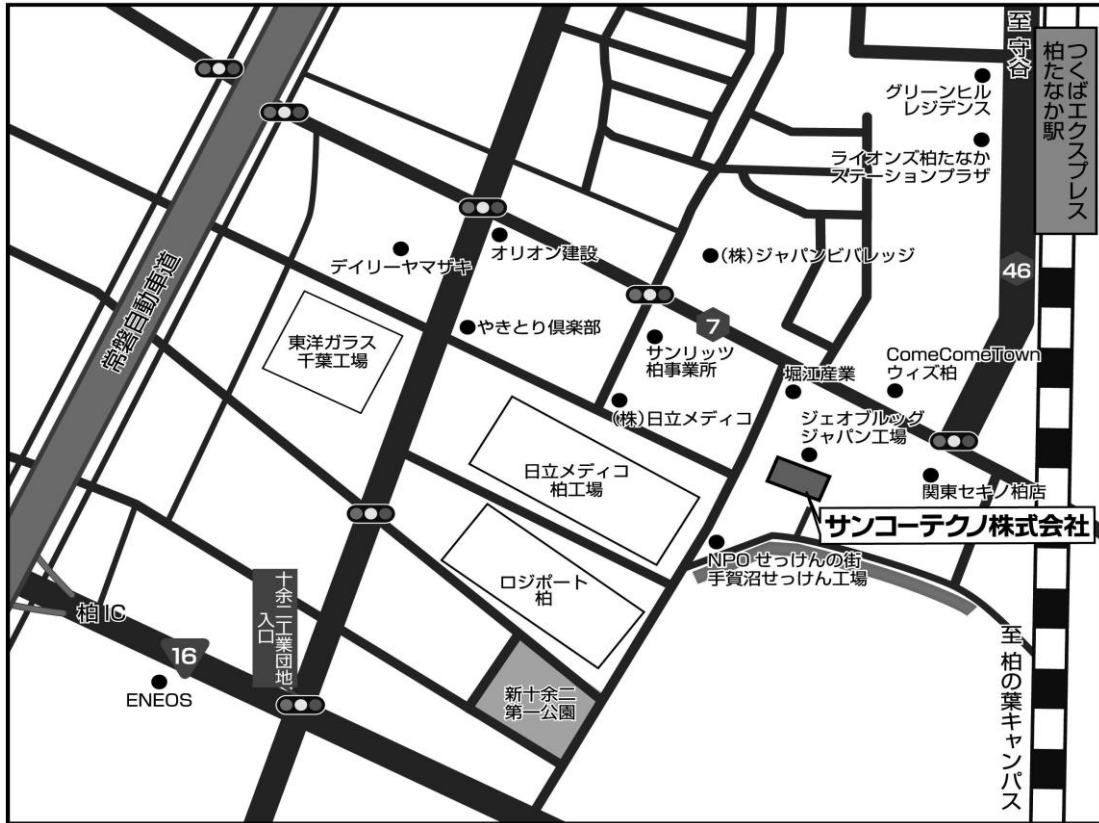 至 守谷
つくばエクスプレス
柏たなか駅
グリーンヒル
レジデンス
ライオンズ柏たなか
ステーションプラザ
常磐自動車道
デイリーヤマザキ
オリオン建設
(株)ジャパンビバレッジ
46
東洋ガラス
千葉工場
やきとり倶楽部
7
サンリッツ
柏事業所
堀江産業
ComeComeTown
ウィズ柏
(株)日立メディコ
ジェオブルッグ
ジャパン工場
日立メディコ
柏工場
関東セキノ柏店
サンコーテクノ株式会社
NPO せっけんの街
手賀沼せっけん工場
ロジポート
柏
柏IC
16
十余二工業団地
入口
ENEOS
新十余二
第一公園
至 柏の葉キャンパス